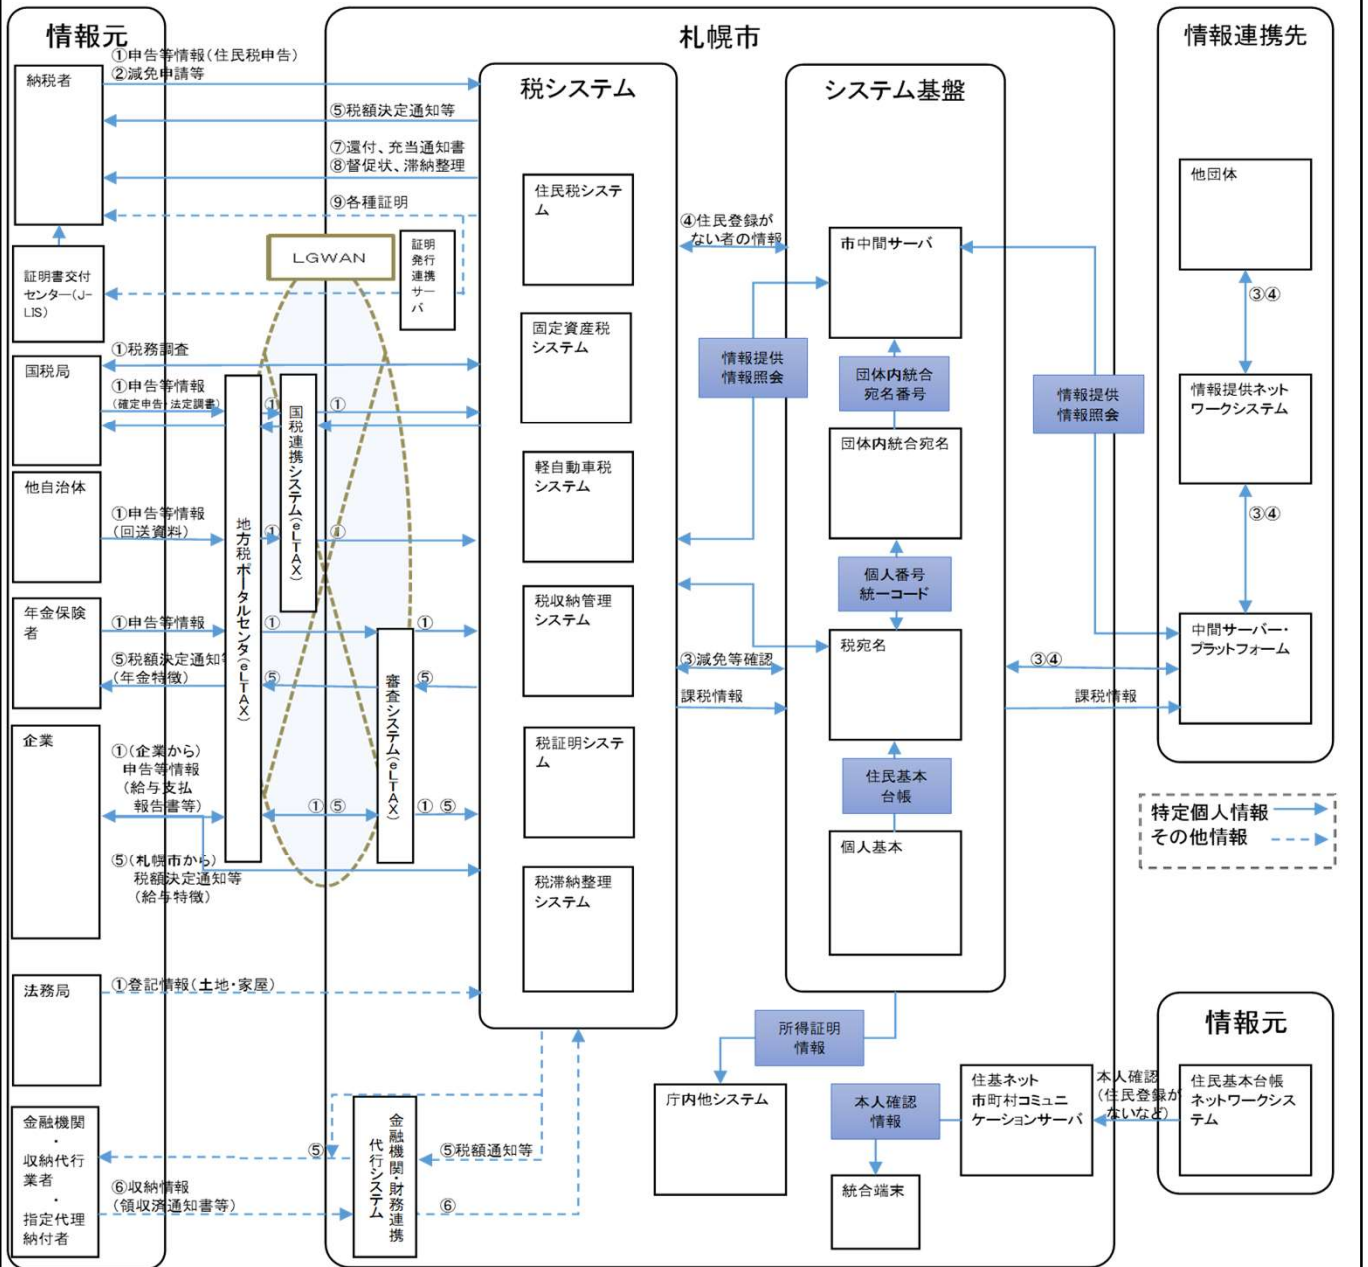 情報元
納税者
①申告等情報(住民税申告)
②減免申請等
⑤税額決定通知等
⑦還付、充当通知書
⑧督促状、滞納整理
⑨各種証明
証明書交付
センター(J-
LIS)
LGWAN
証明
発行
連携
サー
バ
国税局
①税務調査
①申告等情報
(確定申告・法定調書)
①
①
国税連携システム(eLTAX)
他自治体
①申告等情報
(回送資料)
①
①
地方税ポータルセンタ(eLTAX)
年金保険
者
①申告等情報
①
①
⑤税額決定通知等
(年金特徴)
⑤
⑤
審査システム(eLTAX)
企業
①(企業から)
申告等情報
(給与支払
報告書等)
① ⑤
① ⑤
⑤(札幌市から)
税額決定通知等
(給与特徴)
法務局
①登記情報(土地・家屋)
金融機関
・
収納代行
業者
・
指定代理
納付者
⑤
⑥収納情報
(領収済通知書等)
金融機関・財務連携
代行システム
⑤税額通知等
⑥
札幌市
税システム
住民税システ
ム
固定資産税
システム
軽自動車税
システム
税収納管理
システム
税証明システ
ム
税滞納整理
システム
④住民登録が
ない者の情報
情報提供
情報照会
③減免等確認
課税情報
システム基盤
市中間サーバ
団体内統合
宛名番号
団体内統合宛名
個人番号
統一コード
税宛名
住民基本
台帳
個人基本
所得証明
情報
庁内他システム
本人確認
情報
統合端末
住基ネット
市町村コミュニ
ケーションサーバ
情報提供
情報照会
③④
課税情報
情報連携先
他団体
③④
情報提供ネット
ワークシステム
③④
中間サーバー・
プラットフォーム
特定個人情報
その他情報
情報元
本人確認
(住民登録が
ないなど)
住民基本台帳
ネットワークシス
テム